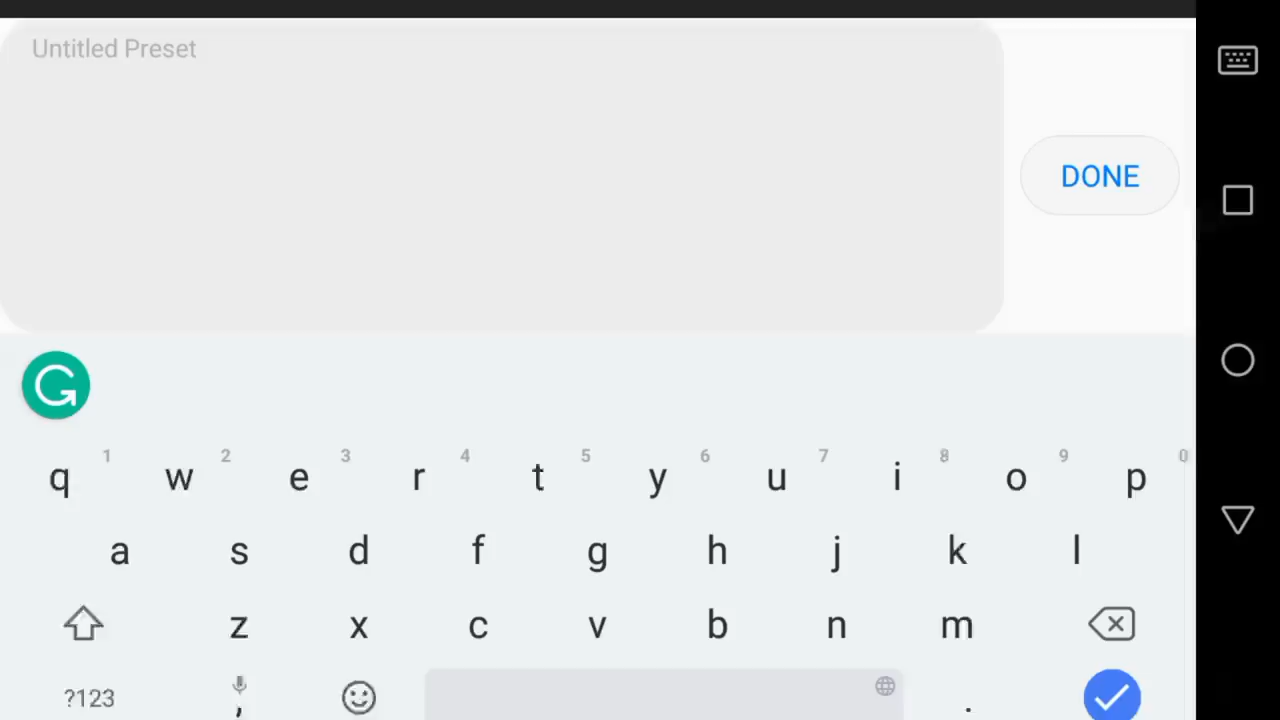 Untitled Preset
DONE
1 2 3 4 5 6 7 8 9 0
q w e r t y u i o p
a s d f g h j k l
z x c v b n m
?123 , .